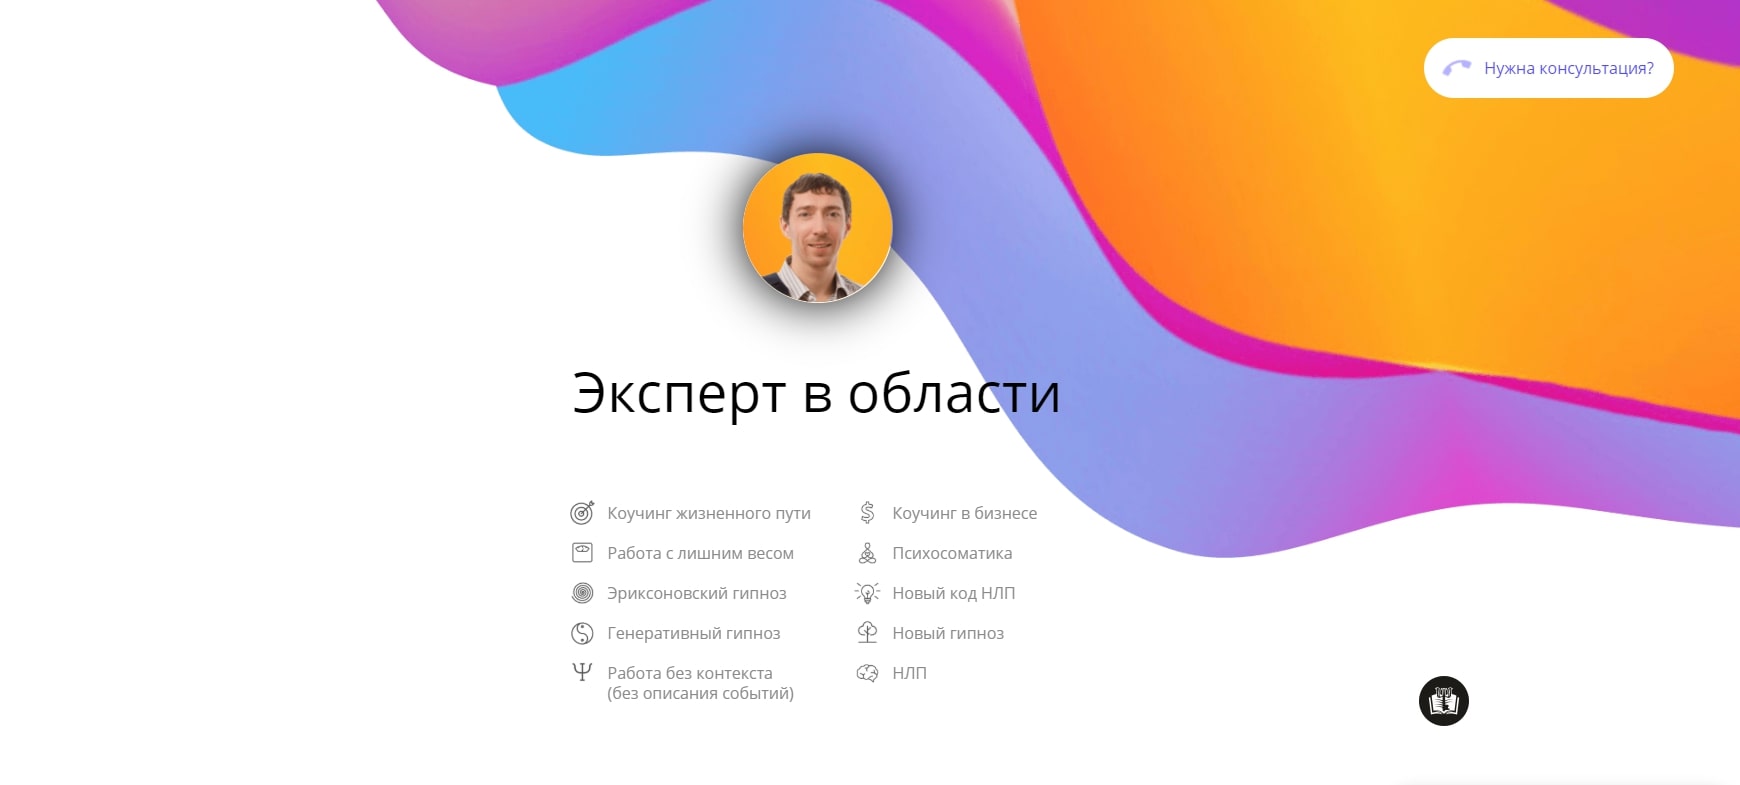 Нужна консультация?
Эксперт в области
Коучинг жизненного пути
Коучинг в бизнесе
Работа с лишним весом
Психосоматика
Эриксоновский гипноз
Новый код НЛП
Генеративный гипноз
Новый гипноз
Работа без контекста
(без описания событий)
НЛП